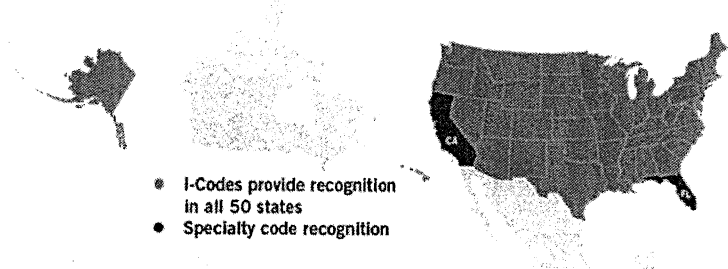 CA
FL
I-Codes provide recognition
in all 50 states
Specialty code recognition